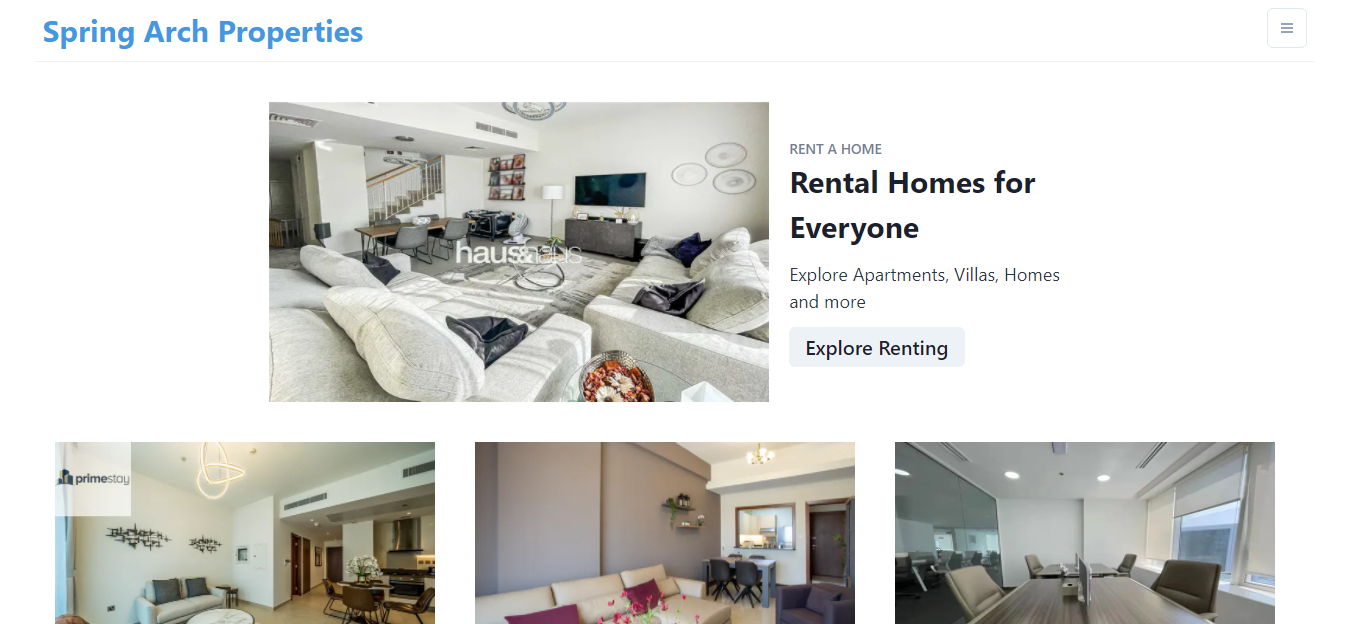 Spring Arch Properties
haus&haus
RENT A HOME
Rental Homes for
Everyone
Explore Apartments, Villas, Homes
and more
Explore Renting
primestay